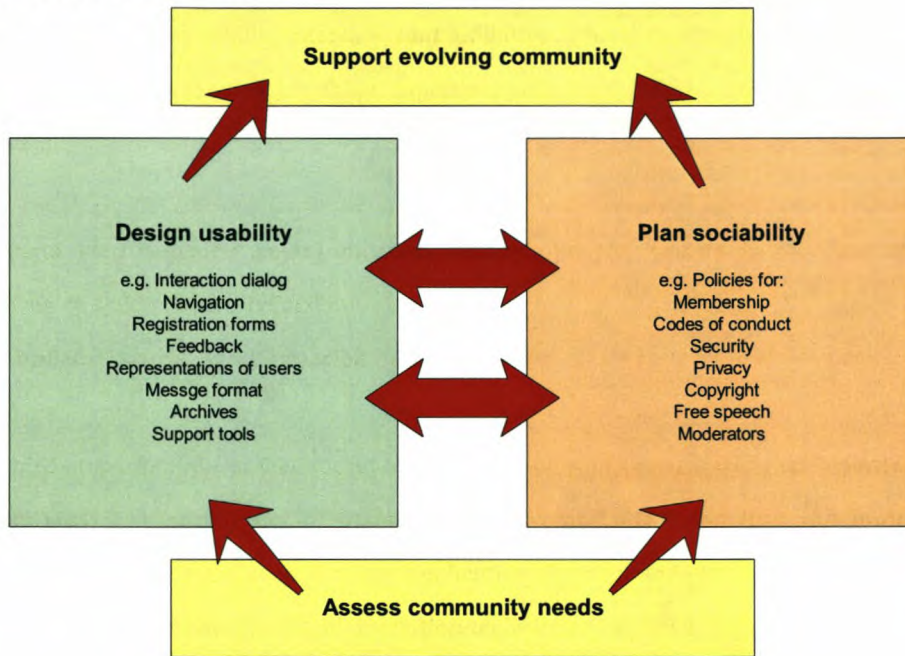 Support evolving community
Design usability
e.g. Interaction dialog
Navigation
Registration forms
Feedback
Representations of users
Messge format
Archives
Support tools
Plan sociability
e.g. Policies for:
Membership
Codes of conduct
Security
Privacy
Copyright
Free speech
Moderators
Assess community needs